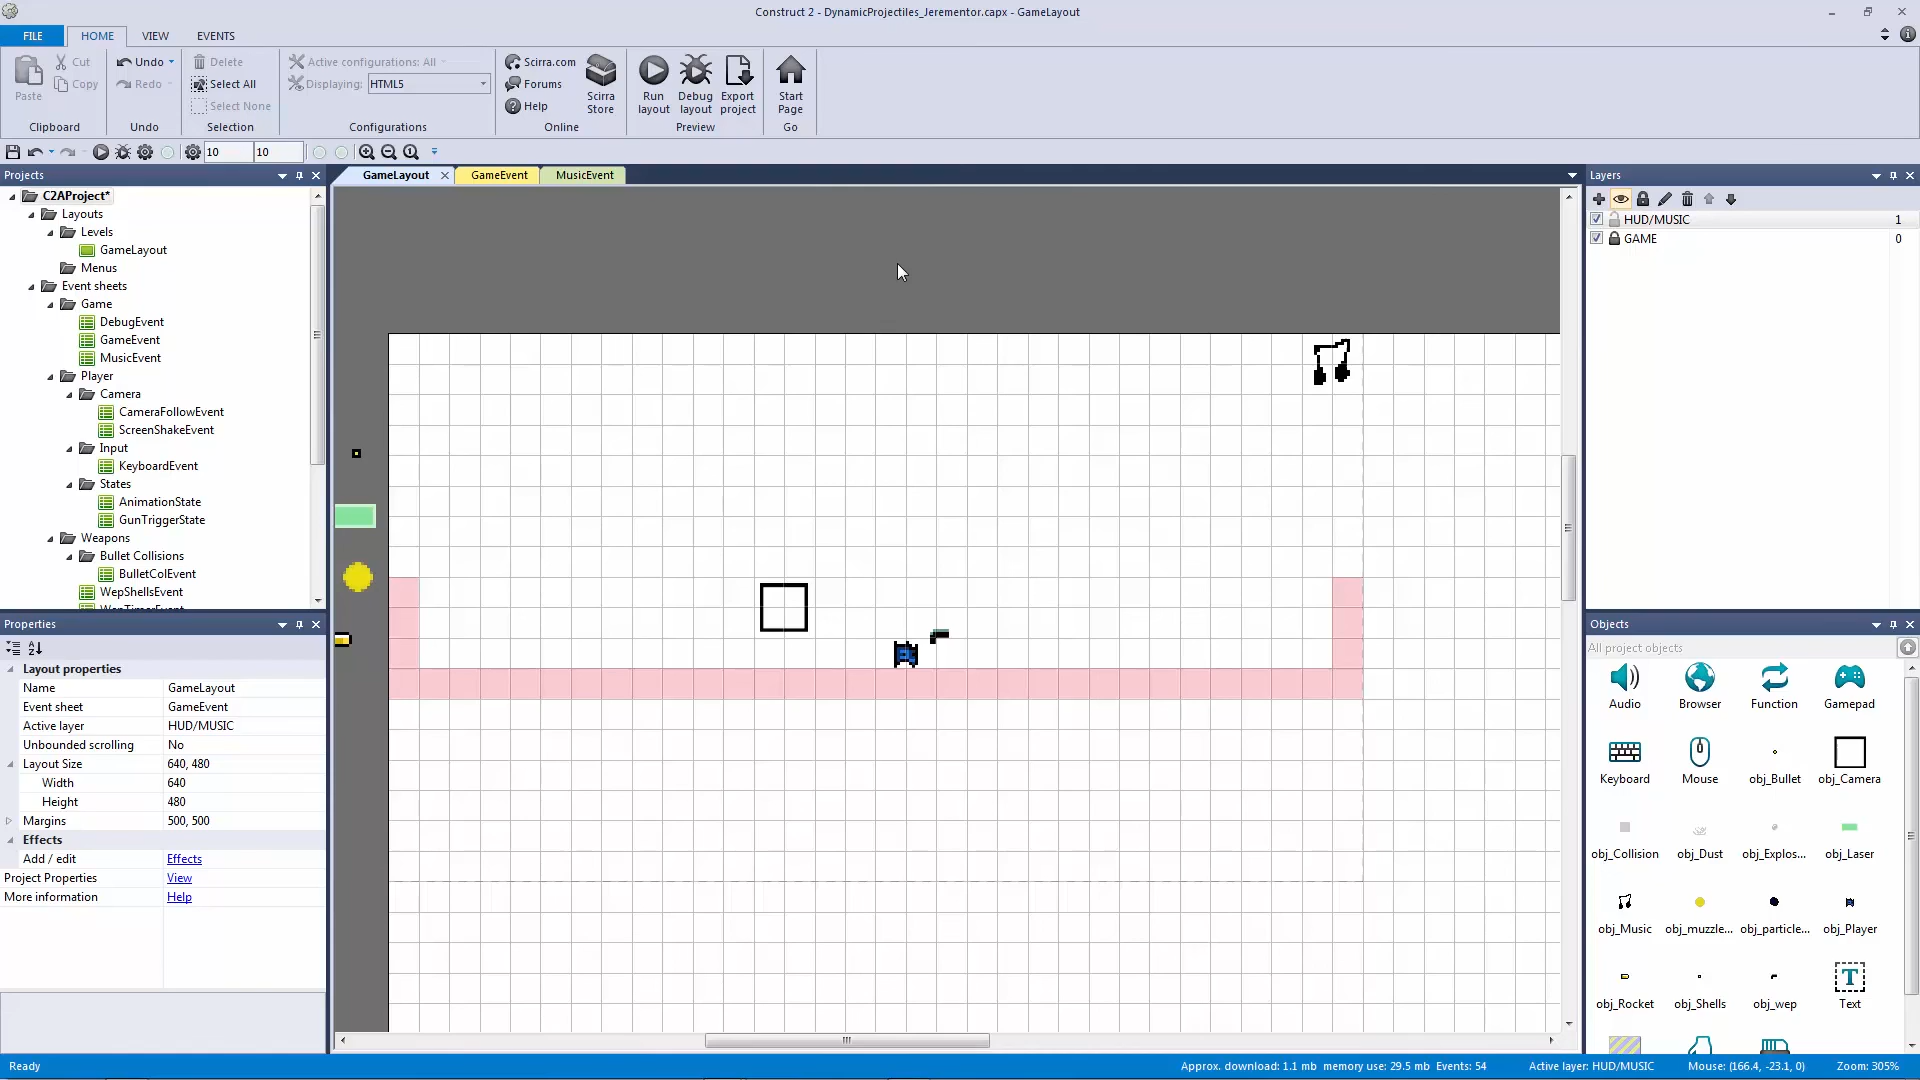 Construct 2 - DynamicProjectiles_Jerementor.capx - GameLayout
FILE HOME VIEW EVENTS
Paste
Cut
Copy
Clipboard
Undo
Redo
Undo
Delete
Select All
Select None
Selection
Active configurations: All
Displaying: HTML5
Configurations
Scirra.com
Forums
Help
Scirra Store
Online
Run layout
Debug layout
Export project
Preview
Start Page
Go
10 10
Projects
C2AProject*
Layouts
Levels
GameLayout
Menus
Event sheets
Game
DebugEvent
GameEvent
MusicEvent
Player
Camera
CameraFollowEvent
ScreenShakeEvent
Input
KeyboardEvent
States
AnimationState
GunTriggerState
Weapons
Bullet Collisions
BulletColEvent
WepShellsEvent
WepTimerEvent
Properties
Layout properties
Name GameLayout
Event sheet GameEvent
Active layer HUD/MUSIC
Unbounded scrolling No
Layout Size 640, 480
Width 640
Height 480
Margins 500, 500
Effects
Add / edit Effects
Project Properties View
More information Help
GameLayout GameEvent MusicEvent
Layers
HUD/MUSIC 1
GAME 0
Objects
All project objects
Audio Browser Function Gamepad
Keyboard Mouse obj_Bullet obj_Camera
obj_Collision obj_Dust obj_Explos... obj_Laser
obj_Music obj_muzzle... obj_particle... obj_Player
obj_Rocket obj_Shells obj_wep Text
Ready
Approx. download: 1.1 mb memory use: 29.5 mb Events: 54 Active layer: HUD/MUSIC Mouse: (166.4, -23.1, 0) Zoom: 305%